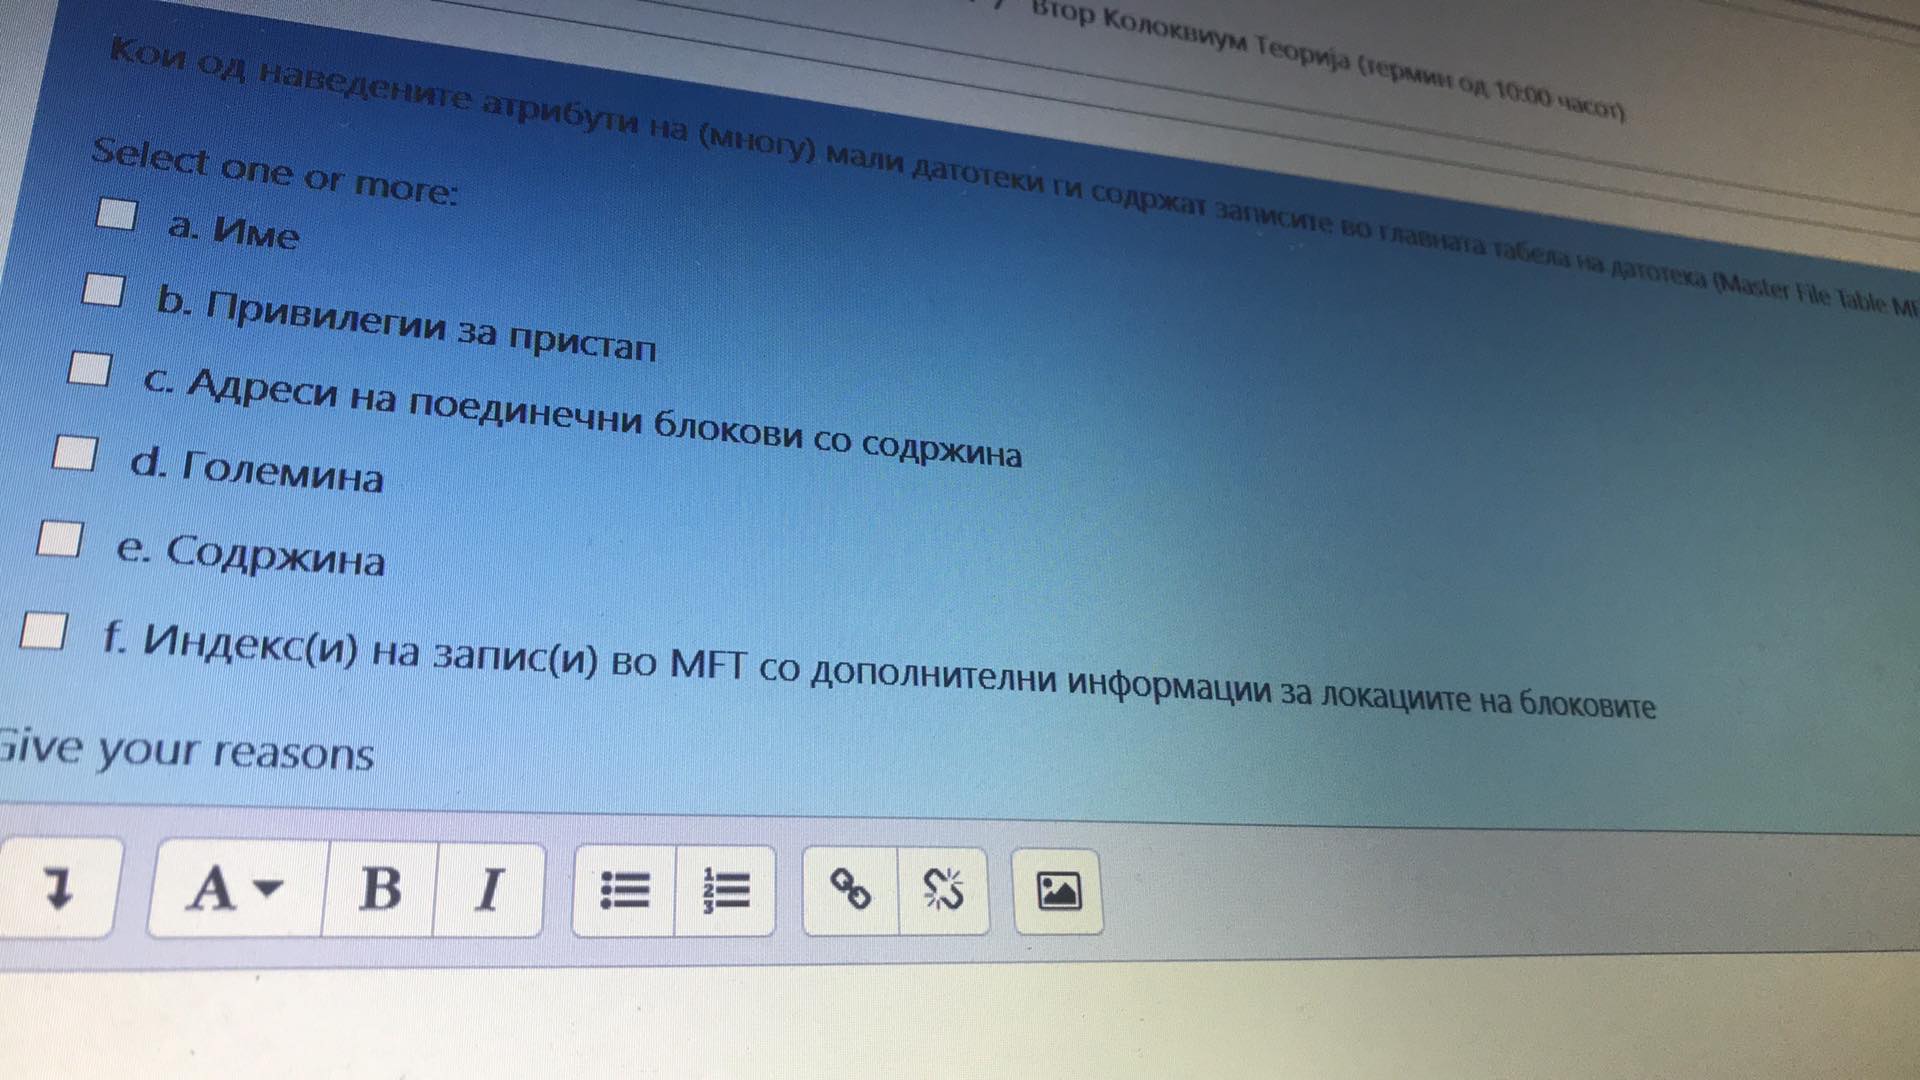 Втор Колоквиум Теорија (термин од 10:00 часот)
Кои од наведените атрибути на (многу) мали датотеки ги содржат записите во главната табела на датотека (Master File Table MF
Select one or more:
a. Име
b. Привилегии за пристап
c. Адреси на поединечни блокови со содржина
d. Големина
e. Содржина
f. Индекс(и) на запис(и) во MFT со дополнителни информации за локациите на блоковите
Give your reasons
A B I